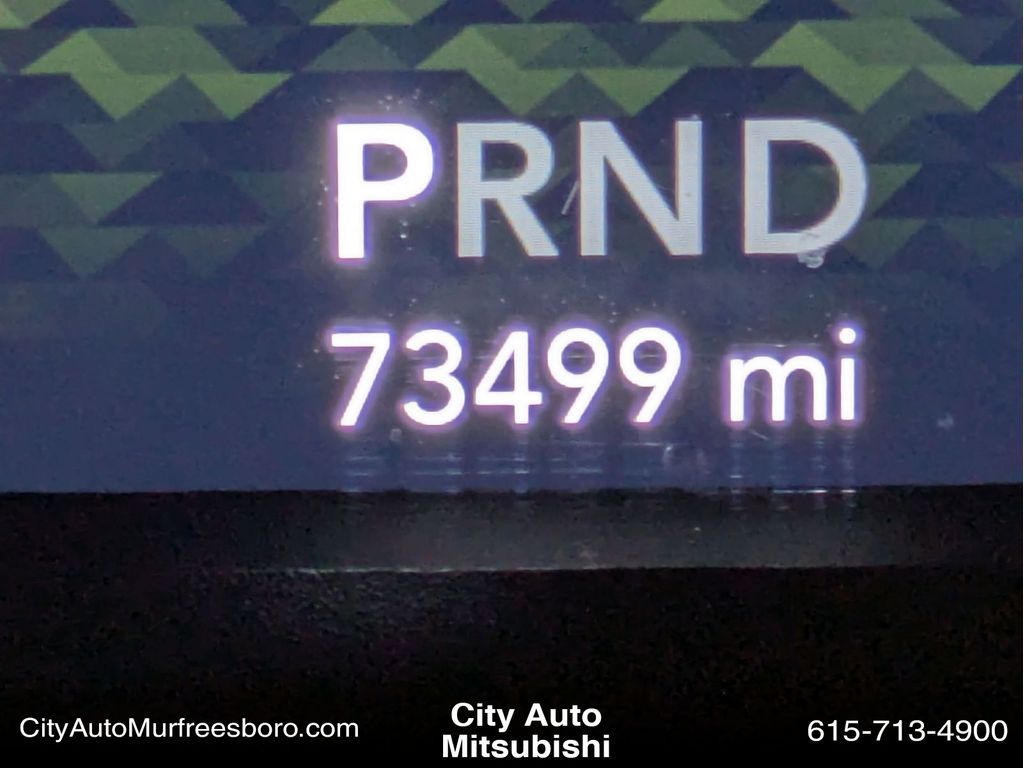 PRND
73499 mi
CityAutoMurfreesboro.com
City Auto
Mitsubishi
615-713-4900